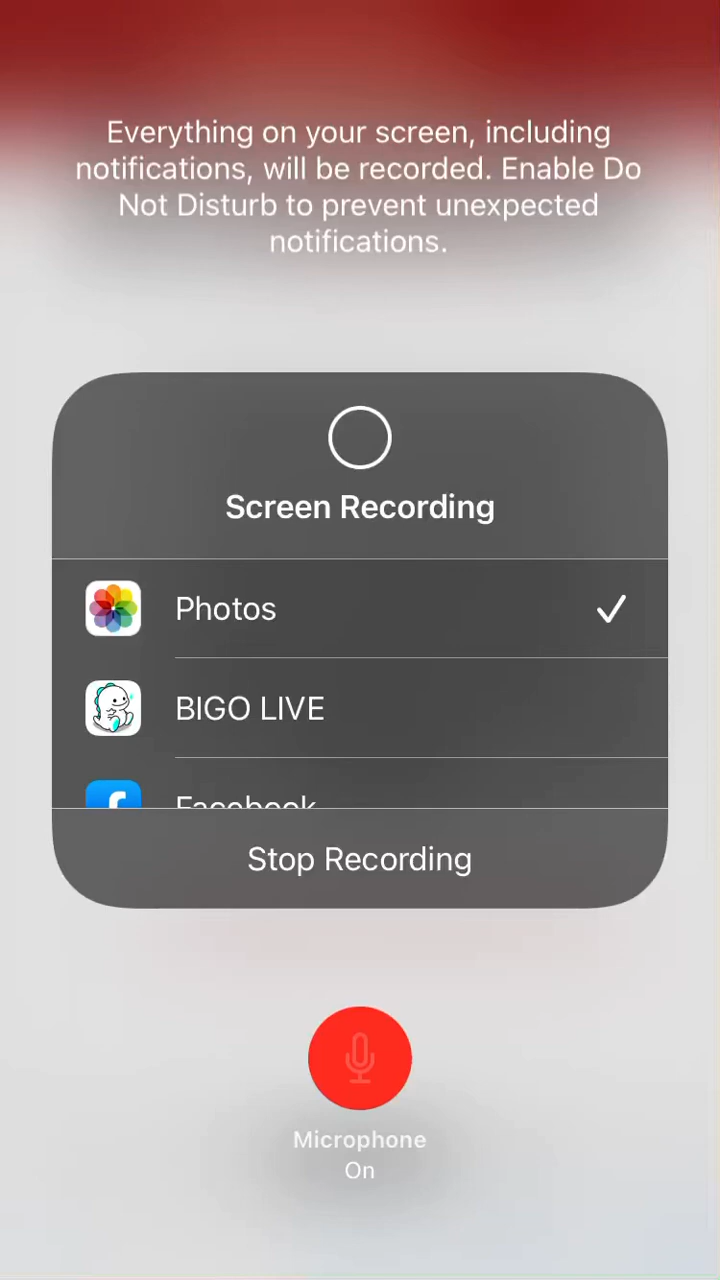 Everything on your screen, including
notifications, will be recorded. Enable Do
Not Disturb to prevent unexpected
notifications.
Screen Recording
Photos
BIGO LIVE
Facebook
Stop Recording
Microphone
On